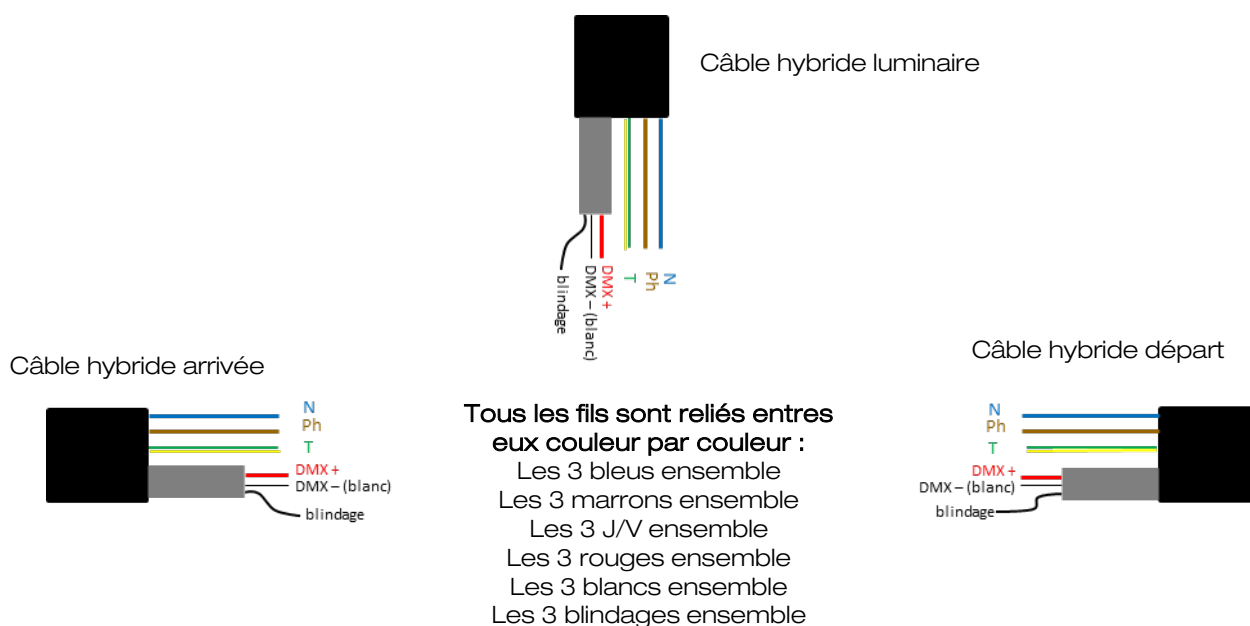 Câble hybride luminaire
blindage
DMX – (blanc)
DMX +
T
Ph
N
Câble hybride arrivée
N
Ph
T
DMX +
DMX – (blanc)
blindage
Tous les fils sont reliés entres
eux couleur par couleur :
Les 3 bleus ensemble
Les 3 marrons ensemble
Les 3 J/V ensemble
Les 3 rouges ensemble
Les 3 blancs ensemble
Les 3 blindages ensemble
Câble hybride départ
N
Ph
T
DMX +
DMX – (blanc)
blindage